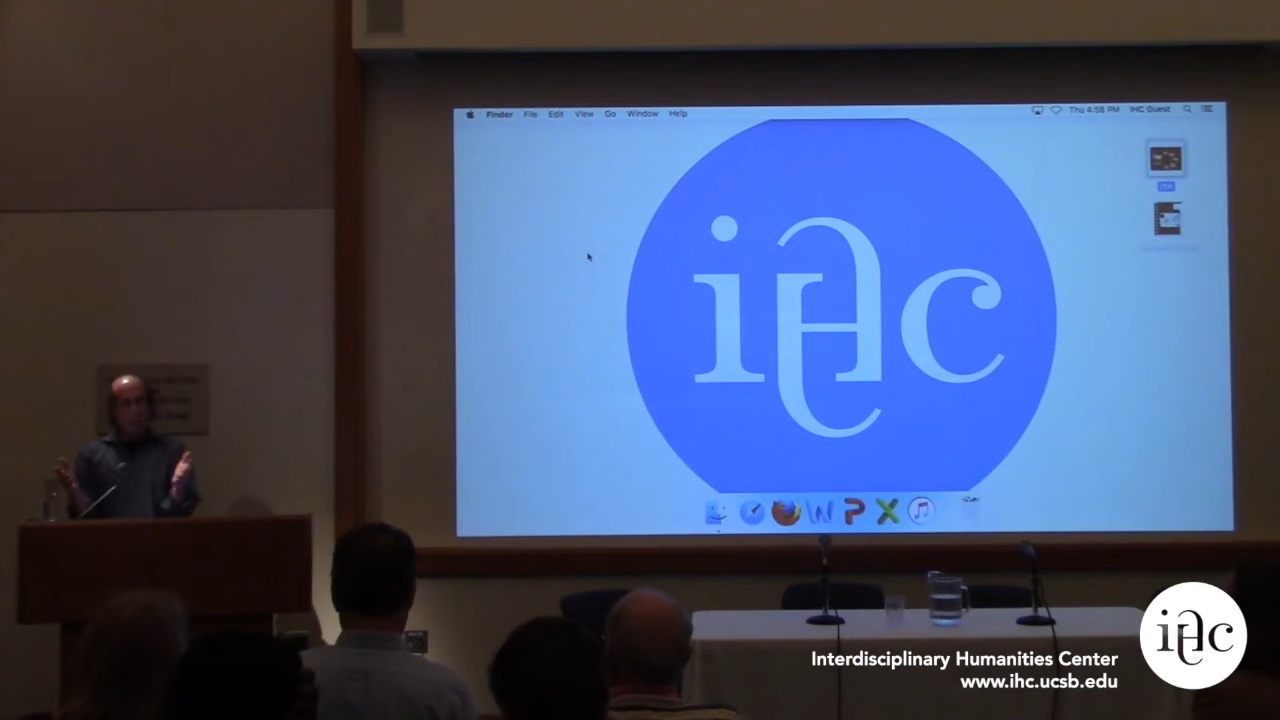 Finder File Edit View Go Window Help
Thu 4:58 PM IHC Guest
ihc
W P X
Interdisciplinary Humanities Center
www.ihc.ucsb.edu
ihc